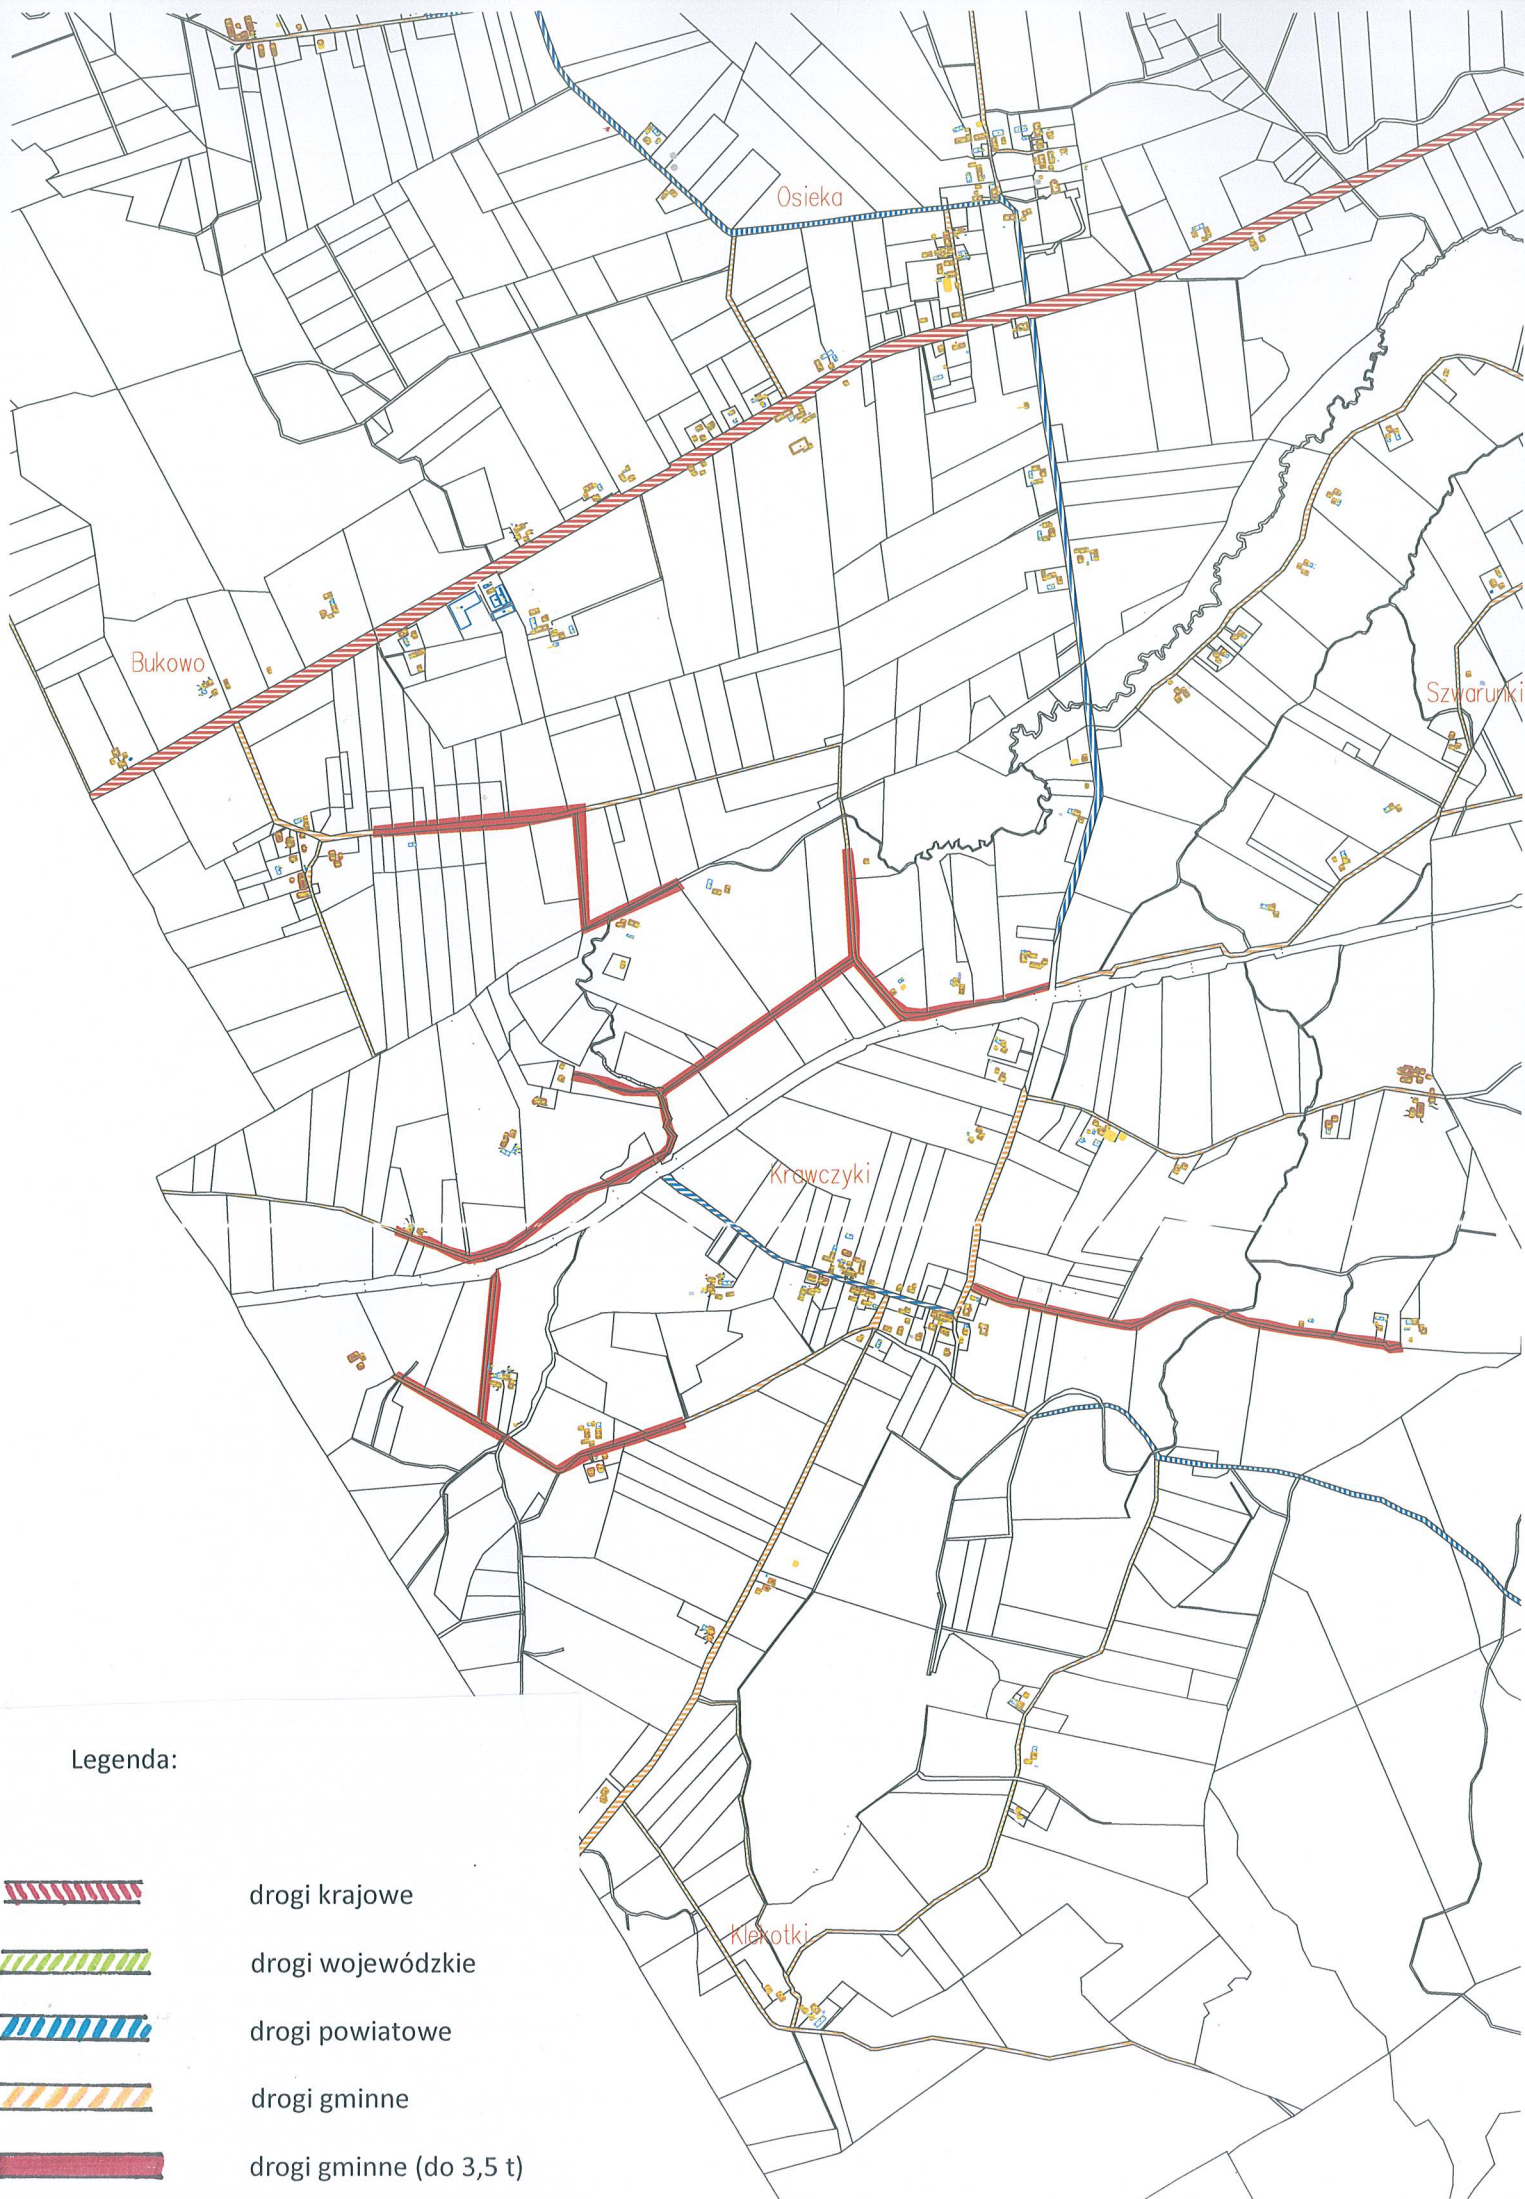 Osieka
Bukowo
Szwarunki
Krawczyki
Klekotki
Legenda:
drogi krajowe
drogi wojewódzkie
drogi powiatowe
drogi gminne
drogi gminne (do 3,5 t)